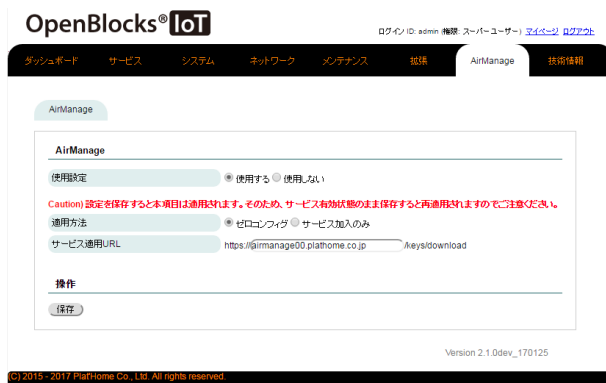 OpenBlocks® IoT
ログイン ID: admin (権限: スーパーユーザー) マイページ ログアウト
ダッシュボード サービス システム ネットワーク メンテナンス 拡張 AirManage 技術情報
AirManage
AirManage
使用設定 使用する 使用しない
Caution) 設定を保存すると本項目は適用されます。そのため、サービス有効状態のまま保存すると再適用されますのでご注意ください。
適用方法 ゼロコンフィグ サービス加入のみ
サービス適用URL https://airmanage00.plathome.co.jp /keys/download
操作
保存
Version 2.1.0dev_170125
(C) 2015 - 2017 Plat'Home Co., Ltd. All rights reserved.